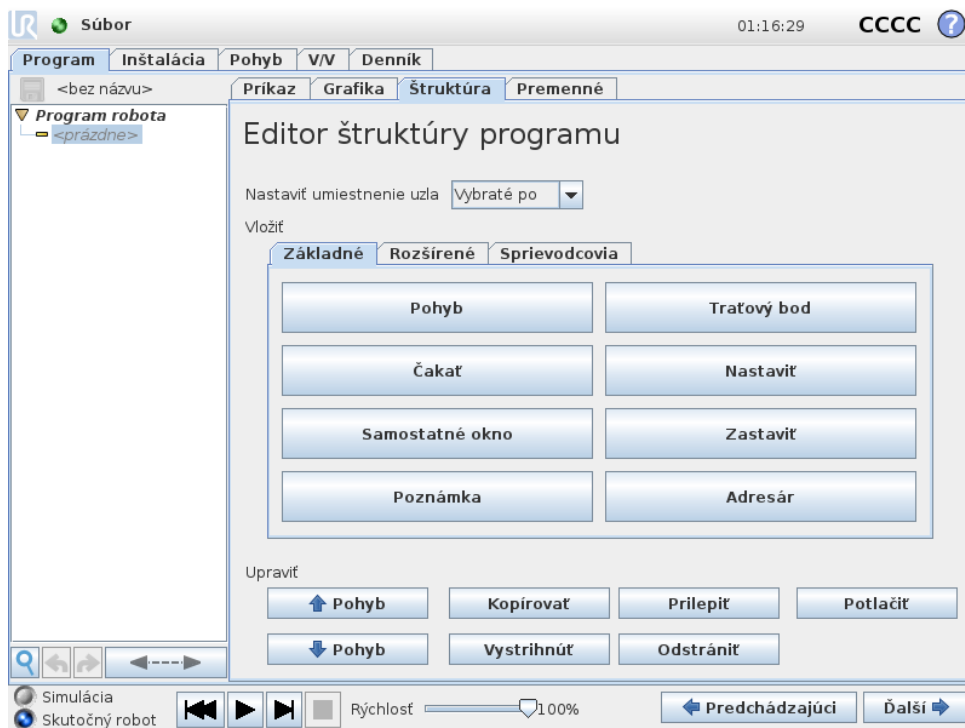 UR Súbor 01:16:29 CCCC ?
Program Inštalácia Pohyb V/V Denník
<bez názvu> Príkaz Grafika Štruktúra Premenné
Program robota
<prázdne>
Editor štruktúry programu
Nastaviť umiestnenie uzla Vybraté po
Vložiť
Základné Rozšírené Sprievodcovia
Pohyb Traťový bod
Čakať Nastaviť
Samostatné okno Zastaviť
Poznámka Adresár
Upraviť
Pohyb Kopírovať Prilepiť Potlačiť
Pohyb Vystrihnúť Odstrániť
Simulácia
Skutočný robot
Rýchlosť 100% Predchádzajúci Ďalší